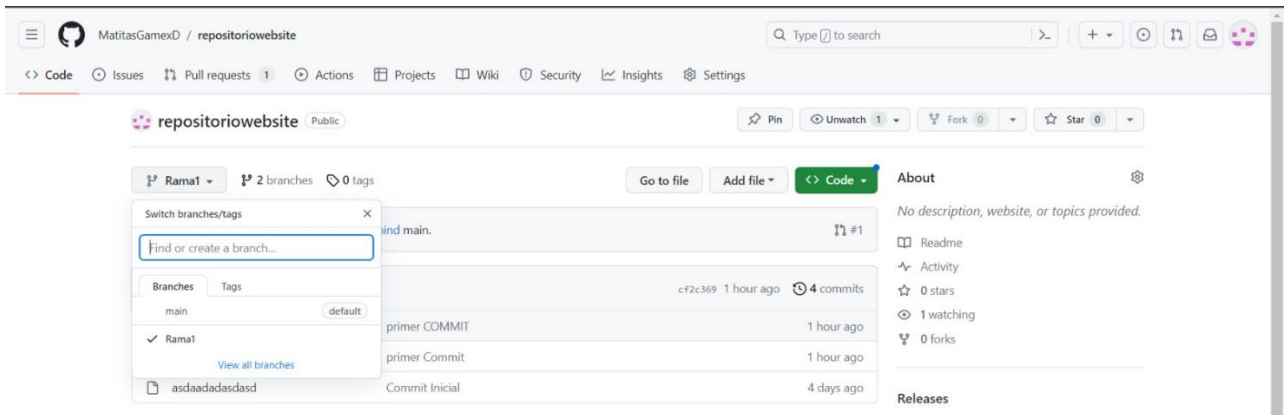 MatitasGamexD / repositoriowebsite
Type / to search
>_
+
Code
Issues
Pull requests 1
Actions
Projects
Wiki
Security
Insights
Settings
repositoriowebsite Public
Pin
Unwatch 1
Fork 0
Star 0
Rama1
2 branches
0 tags
Go to file
Add file
<> Code
Switch branches/tags
Find or create a branch...
Branches
Tags
main default
Rama1
View all branches
main.
#1
cf2c369 1 hour ago 4 commits
primer COMMIT 1 hour ago
primer Commit 1 hour ago
asdaadadasdasd Commit Inicial 4 days ago
About
No description, website, or topics provided.
Readme
Activity
0 stars
1 watching
0 forks
Releases